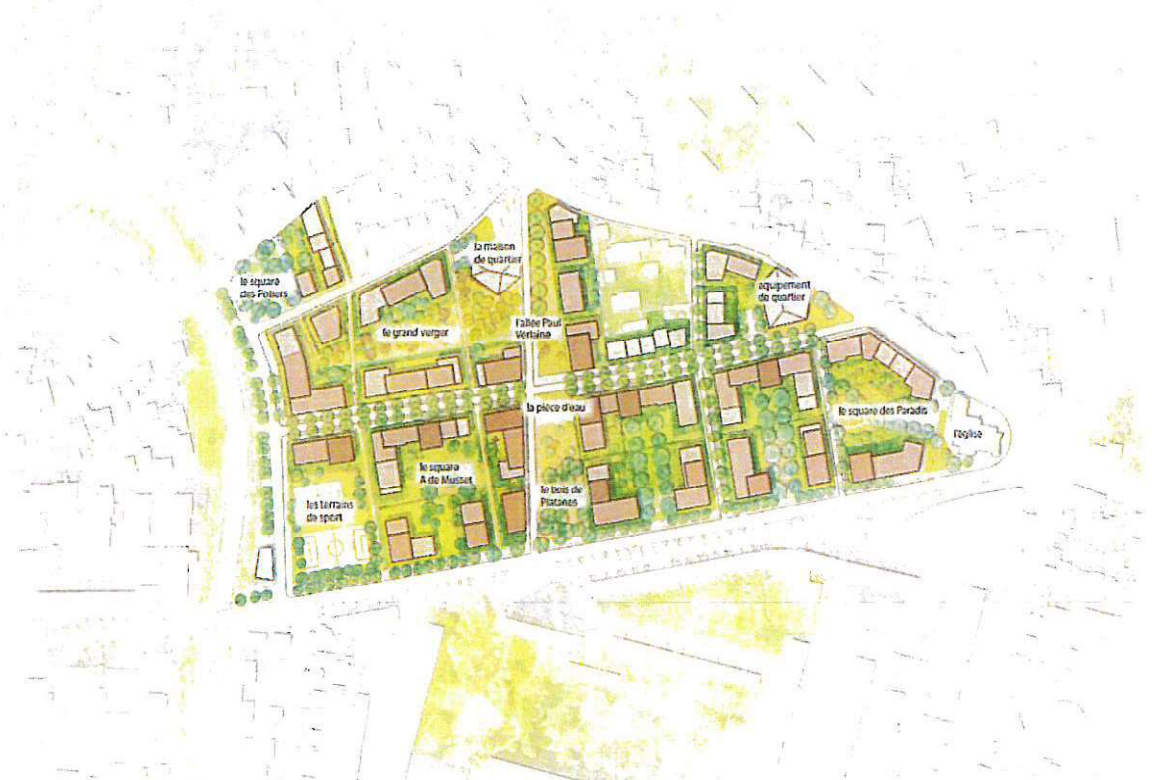 la maison
de quartier
le square
des Poiriers
équipement
de quartier
l'allée Paul
Verlaine
le grand verger
la pièce d'eau
le square des Paradis
l'église
le square
A de Musset
le bois de
Platanes
les terrains
de sport